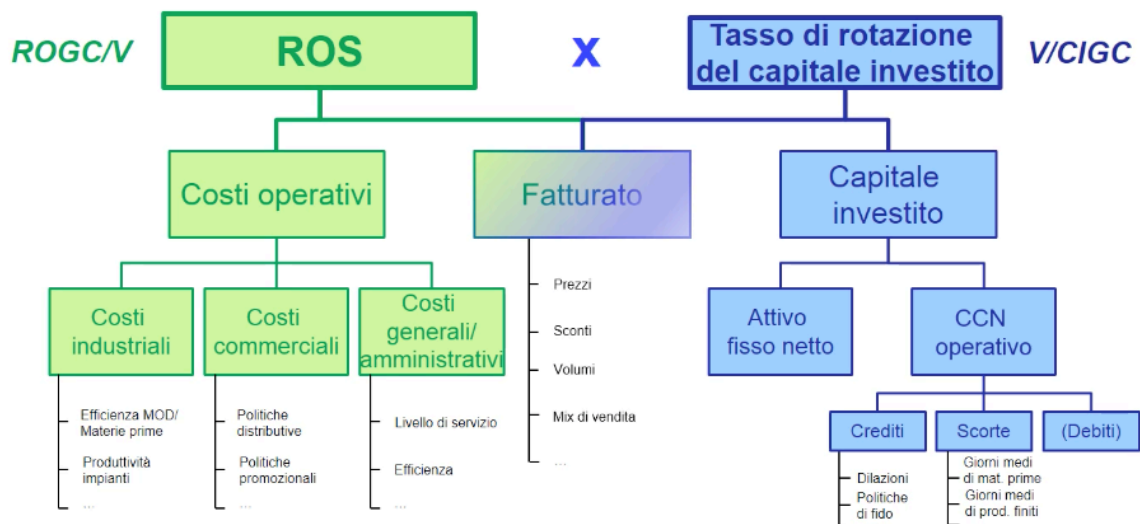 ROGC/V
ROS
X
Tasso di rotazione
del capitale investito
V/CIGC
Costi operativi
Fatturato
Capitale
investito
Costi
industriali
Costi
commerciali
Costi
generali/
amministrativi
Prezzi
Sconti
Volumi
Mix di vendita
...
Attivo
fisso netto
CCN
operativo
Efficienza MOD/
Materie prime
Produttività
impianti
...
Politiche
distributive
Politiche
promozionali
...
Livello di servizio
Efficienza
...
Crediti
Scorte
(Debiti)
Dilazioni
Politiche
di fido
Giorni medi
di mat. prime
Giorni medi
di prod. finiti